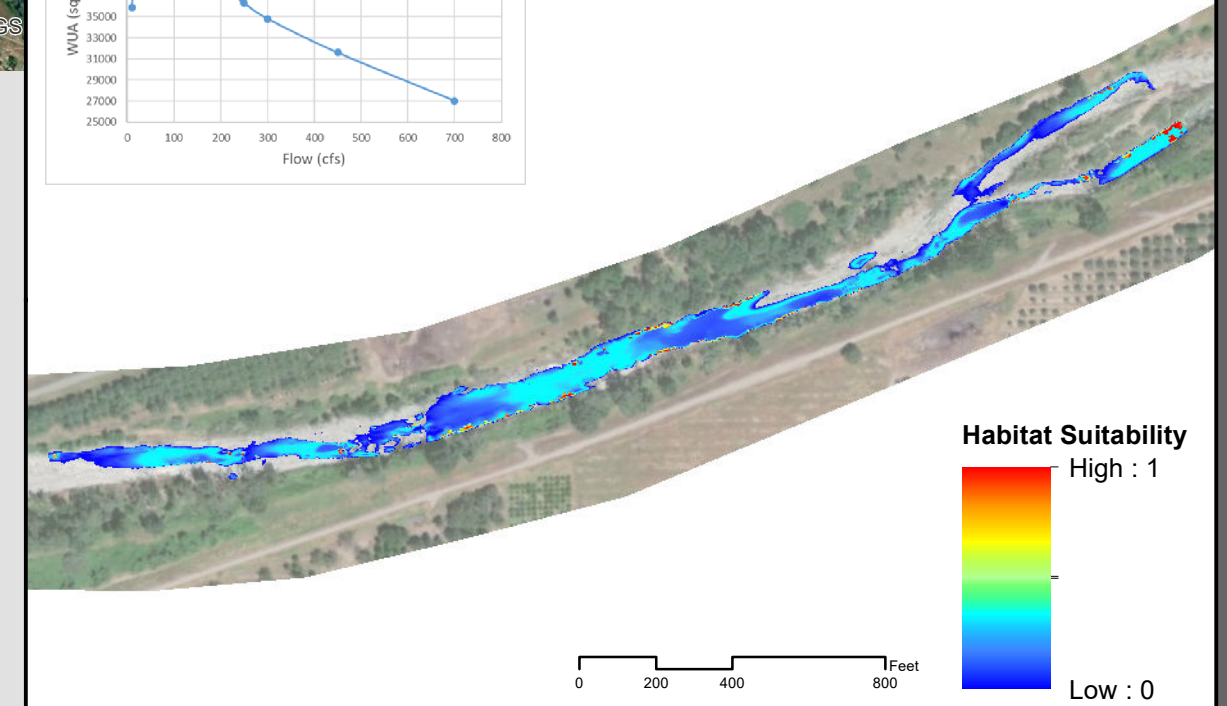 GS
WUA (sq
35000
33000
31000
29000
27000
25000
0 100 200 300 400 500 600 700 800
Flow (cfs)
Habitat Suitability
High : 1
Low : 0
Feet
0 200 400 800